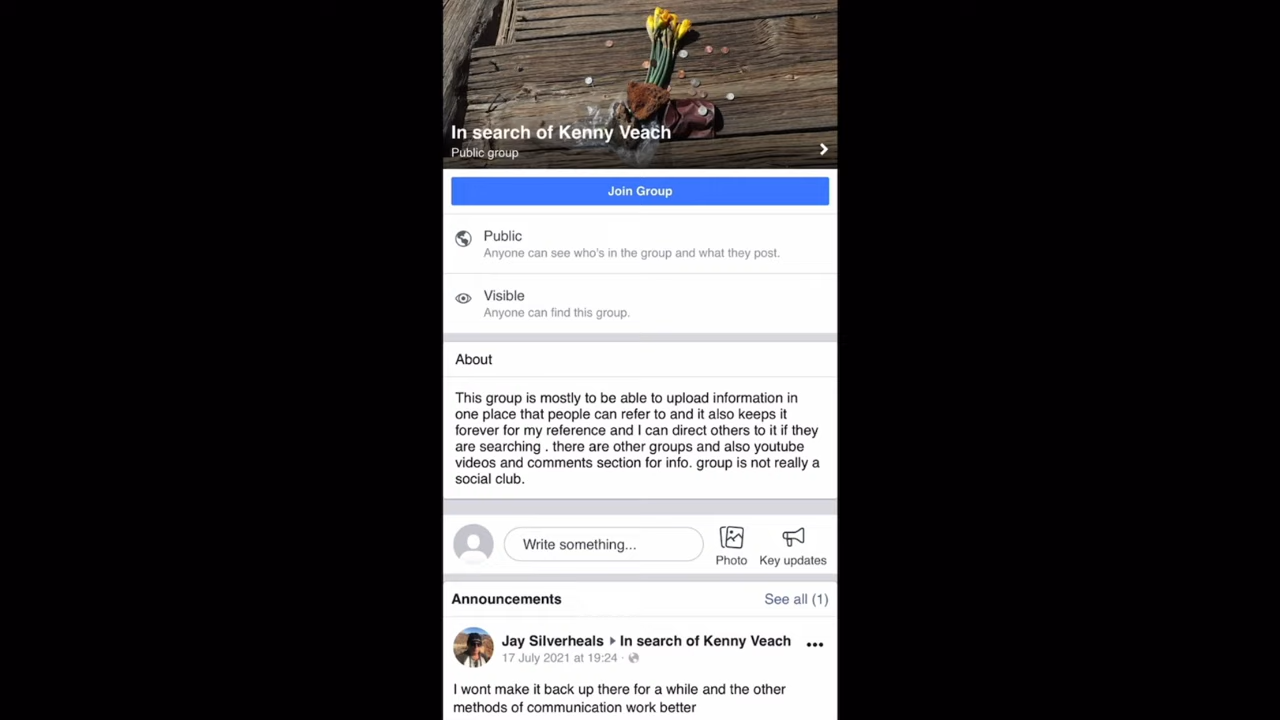 In search of Kenny Veach
Public group
Join Group
Public
Anyone can see who's in the group and what they post.
Visible
Anyone can find this group.
About
This group is mostly to be able to upload information in
one place that people can refer to and it also keeps it
forever for my reference and I can direct others to it if they
are searching . there are other groups and also youtube
videos and comments section for info. group is not really a
social club.
Write something...
Photo
Key updates
Announcements
See all (1)
Jay Silverheals ▸ In search of Kenny Veach
17 July 2021 at 19:24 ·
I wont make it back up there for a while and the other
methods of communication work better